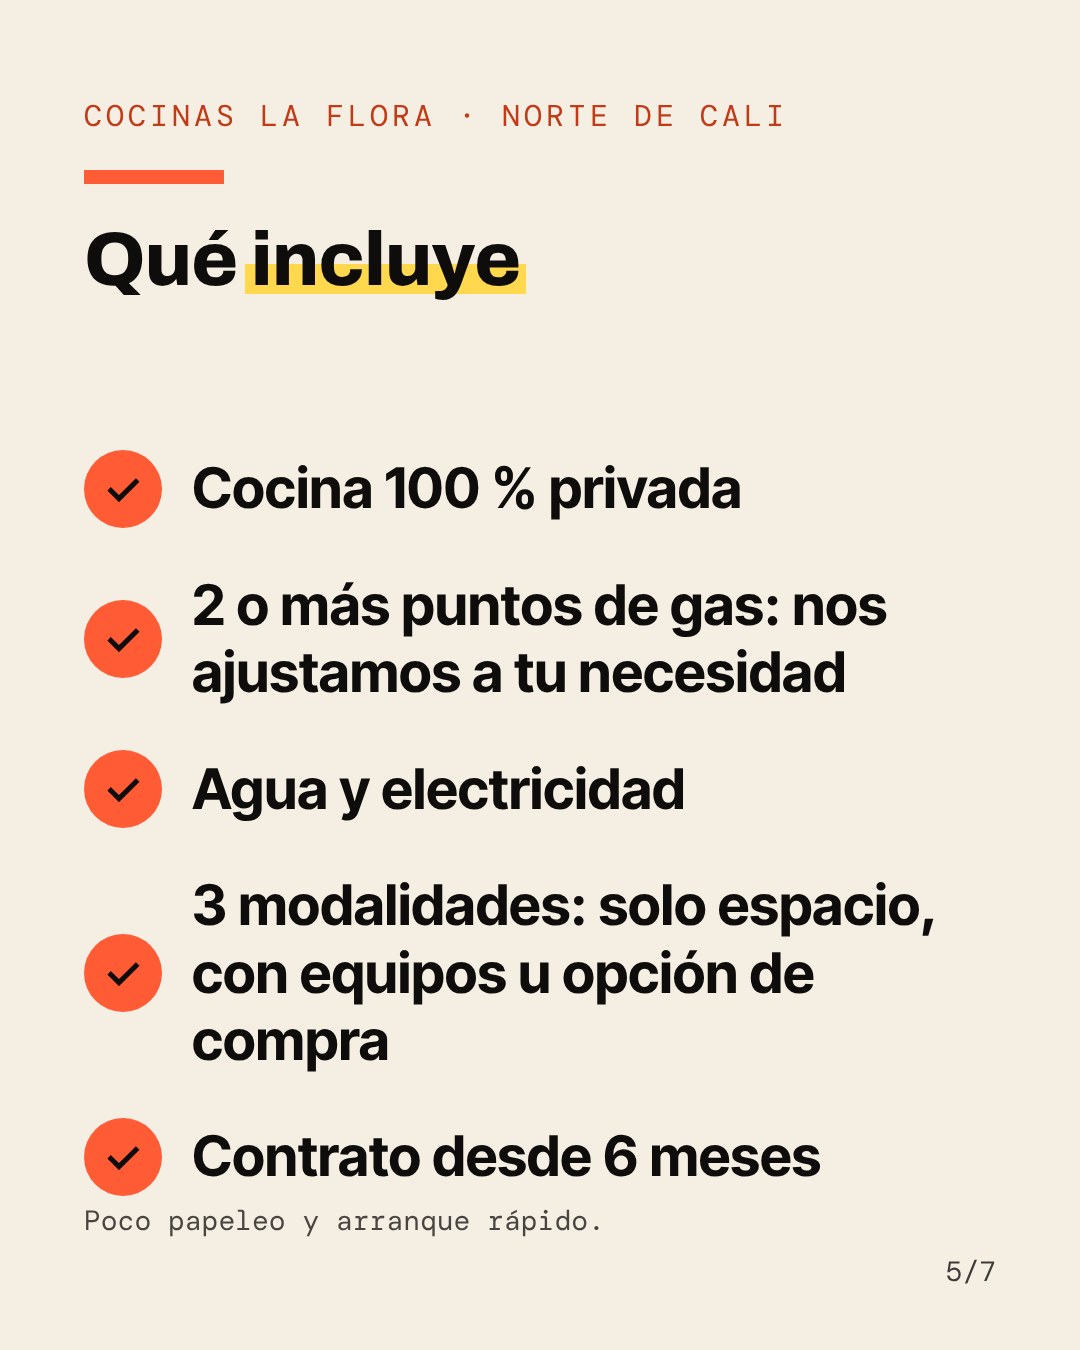 COCINAS LA FLORA · NORTE DE CALI
Qué incluye
Cocina 100 % privada
2 o más puntos de gas: nos
ajustamos a tu necesidad
Agua y electricidad
3 modalidades: solo espacio,
con equipos u opción de
compra
Contrato desde 6 meses
Poco papeleo y arranque rápido.
5/7